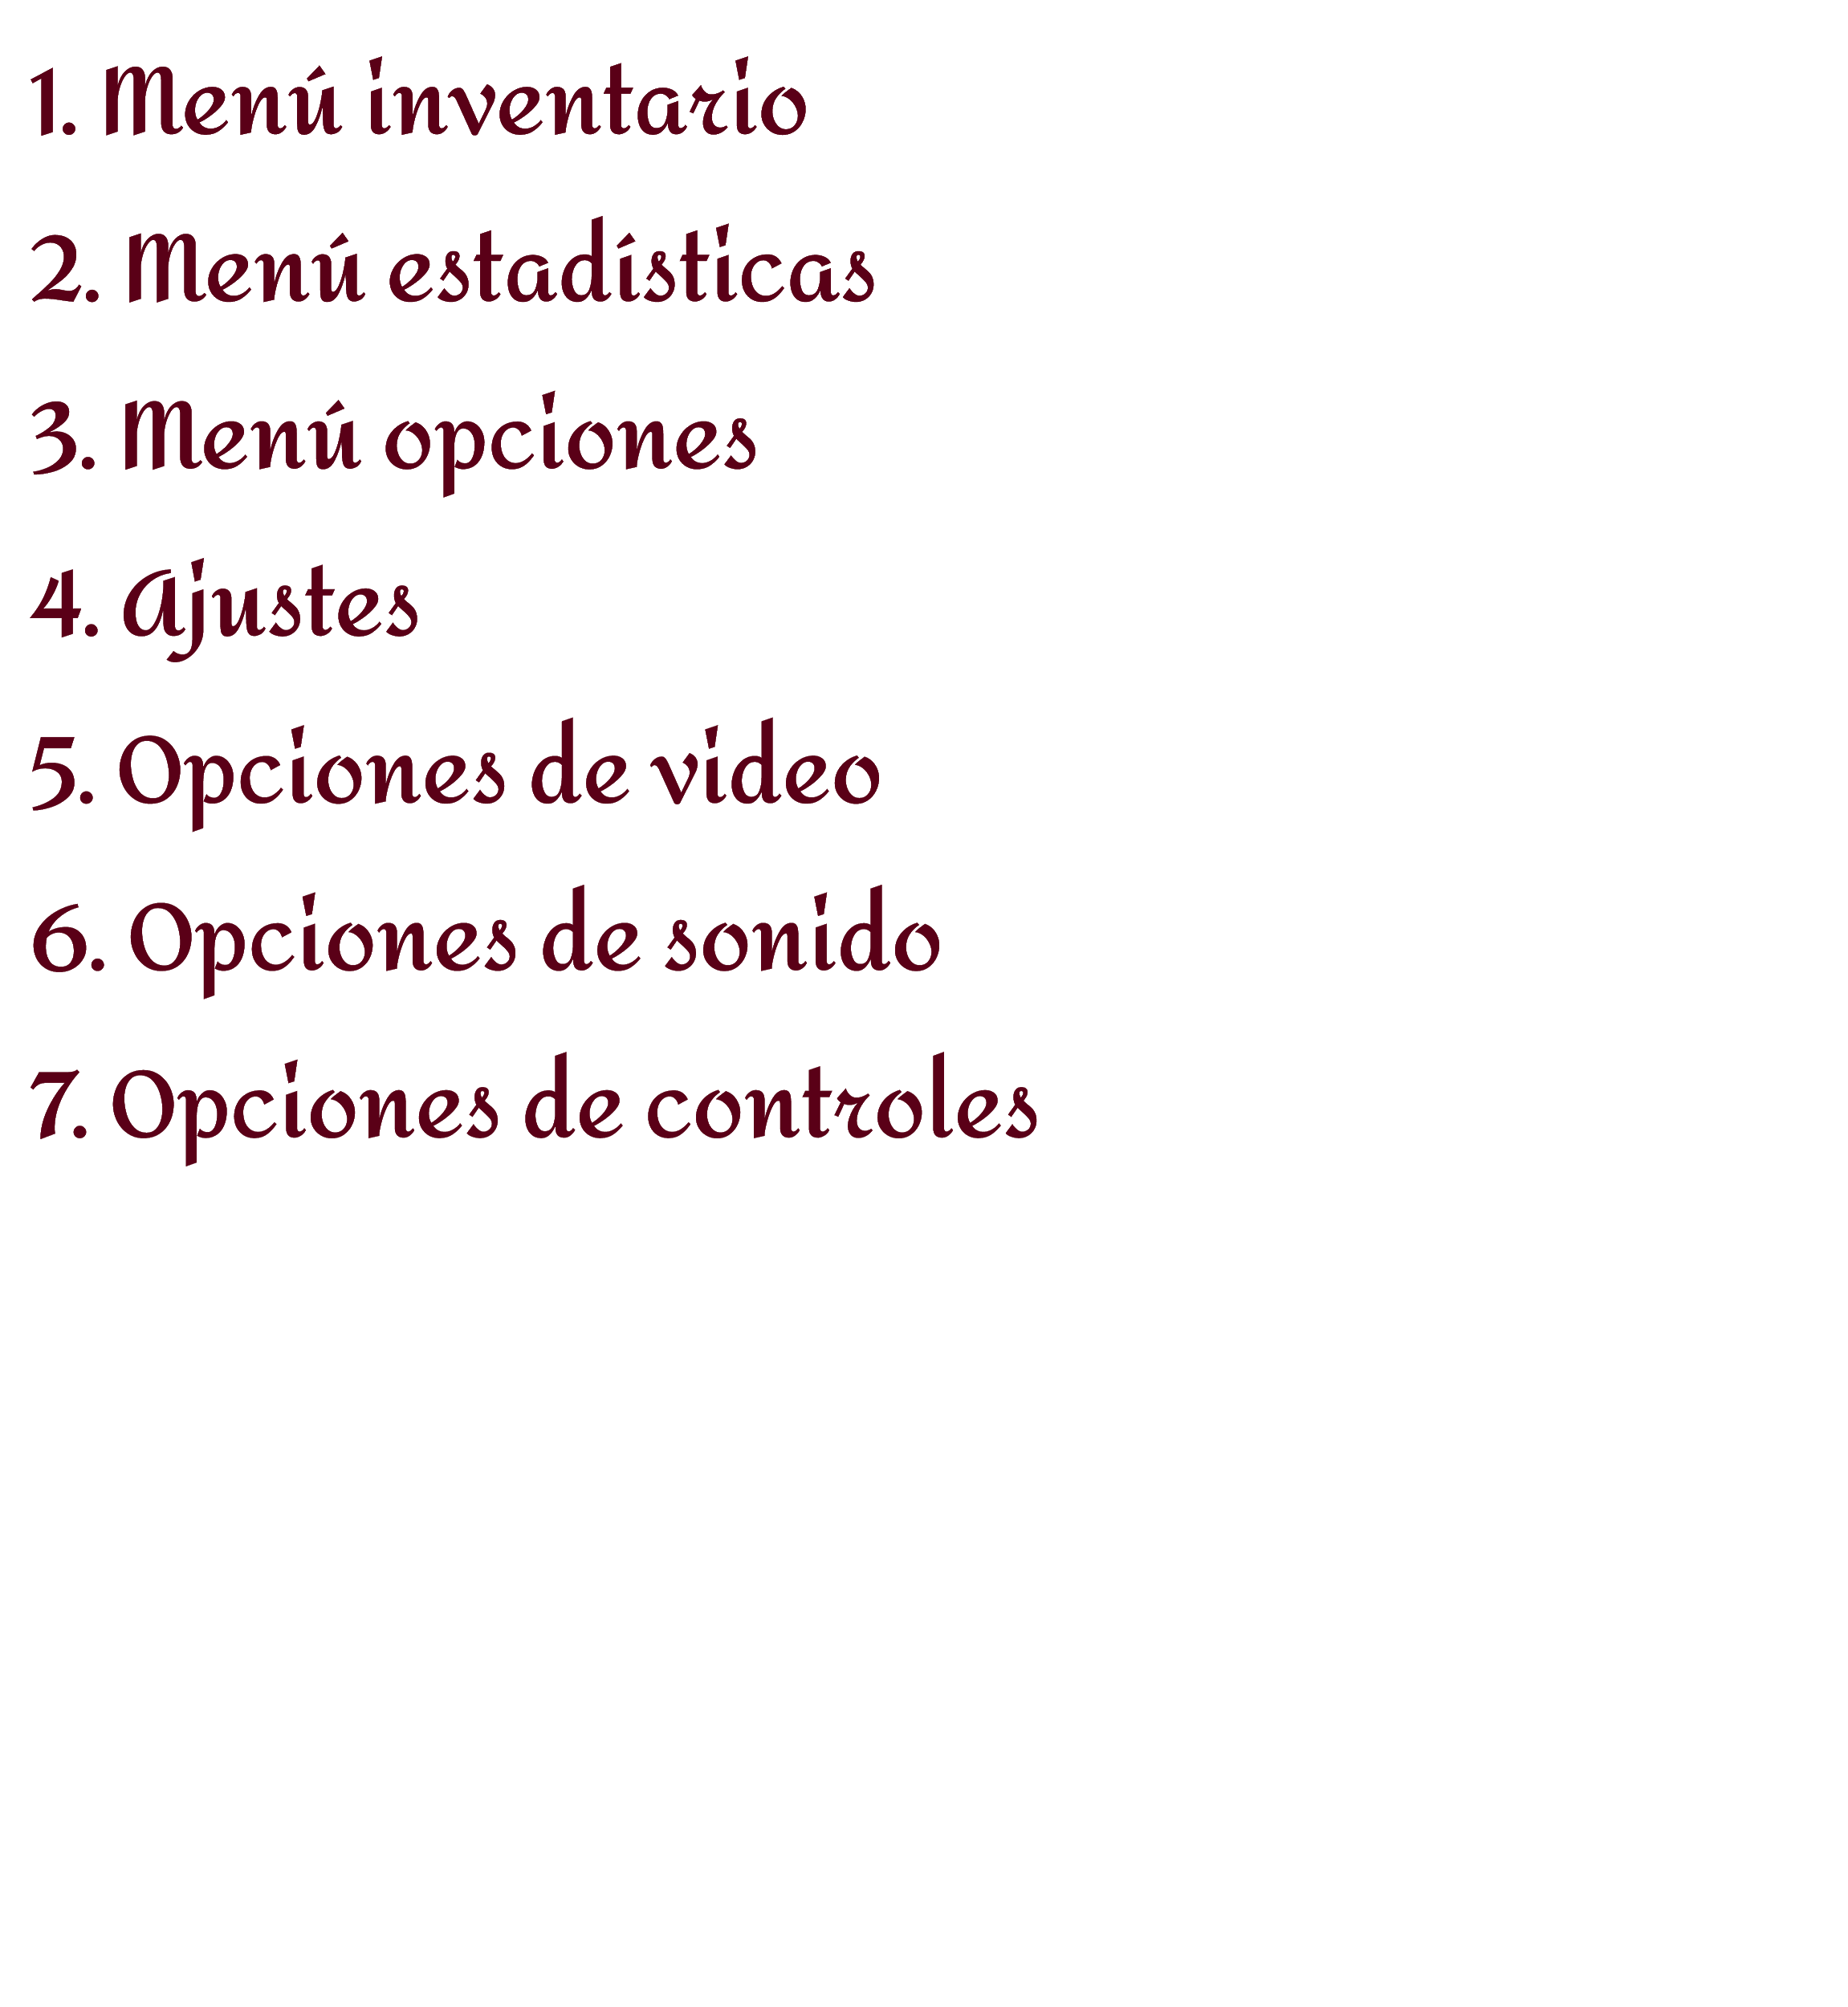 1. Menú inventario
2. Menú estadísticas
3. Menú opciones
4. Ajustes
5. Opciones de video
6. Opciones de sonido
7. Opciones de controles